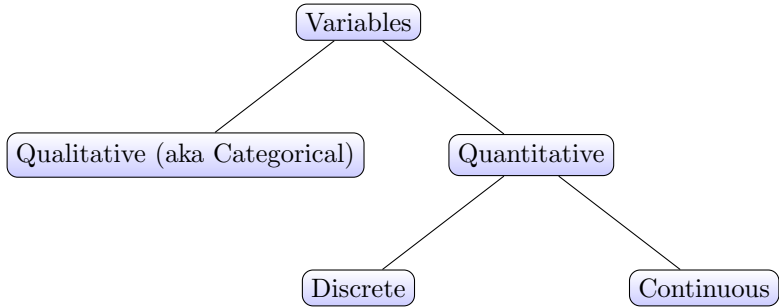 Variables
Qualitative (aka Categorical)
Quantitative
Discrete
Continuous